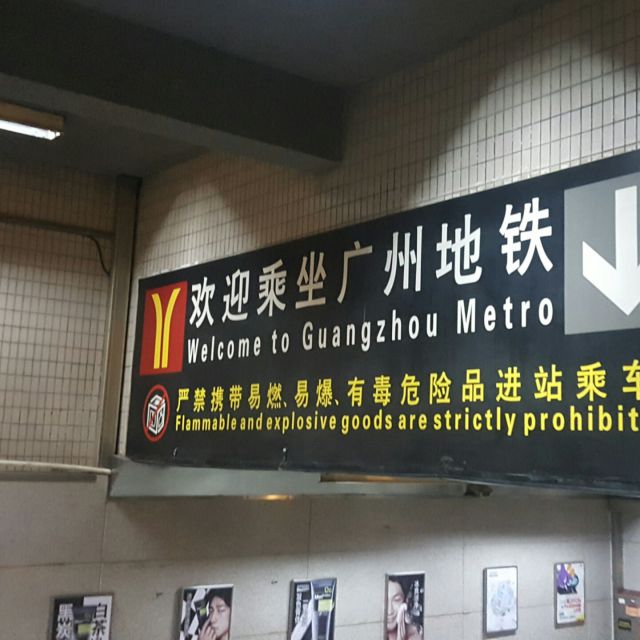 欢迎乘坐广州地铁
Welcome to Guangzhou Metro
严禁携带易燃、易爆、有毒危险品进站乘车
Flammable and explosive goods are strictly prohibit